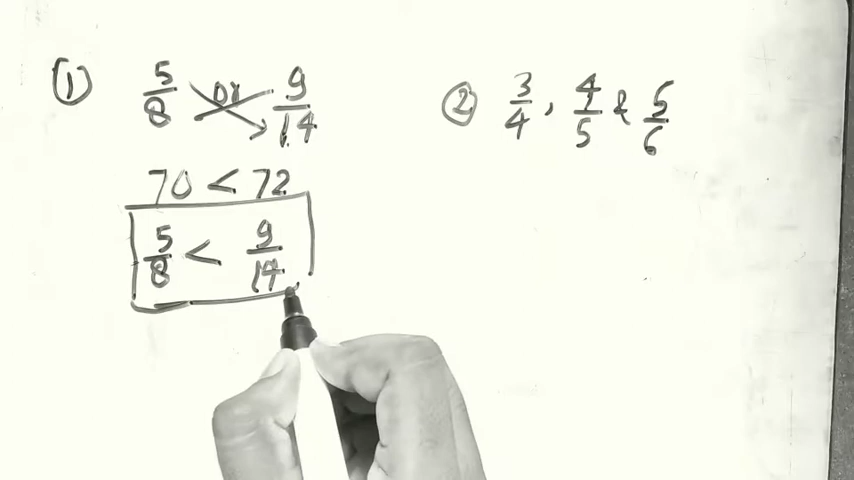 ① 5/8 or 9/14
70 < 72
5/8 < 9/14
② 3/4, 4/5 & 5/6